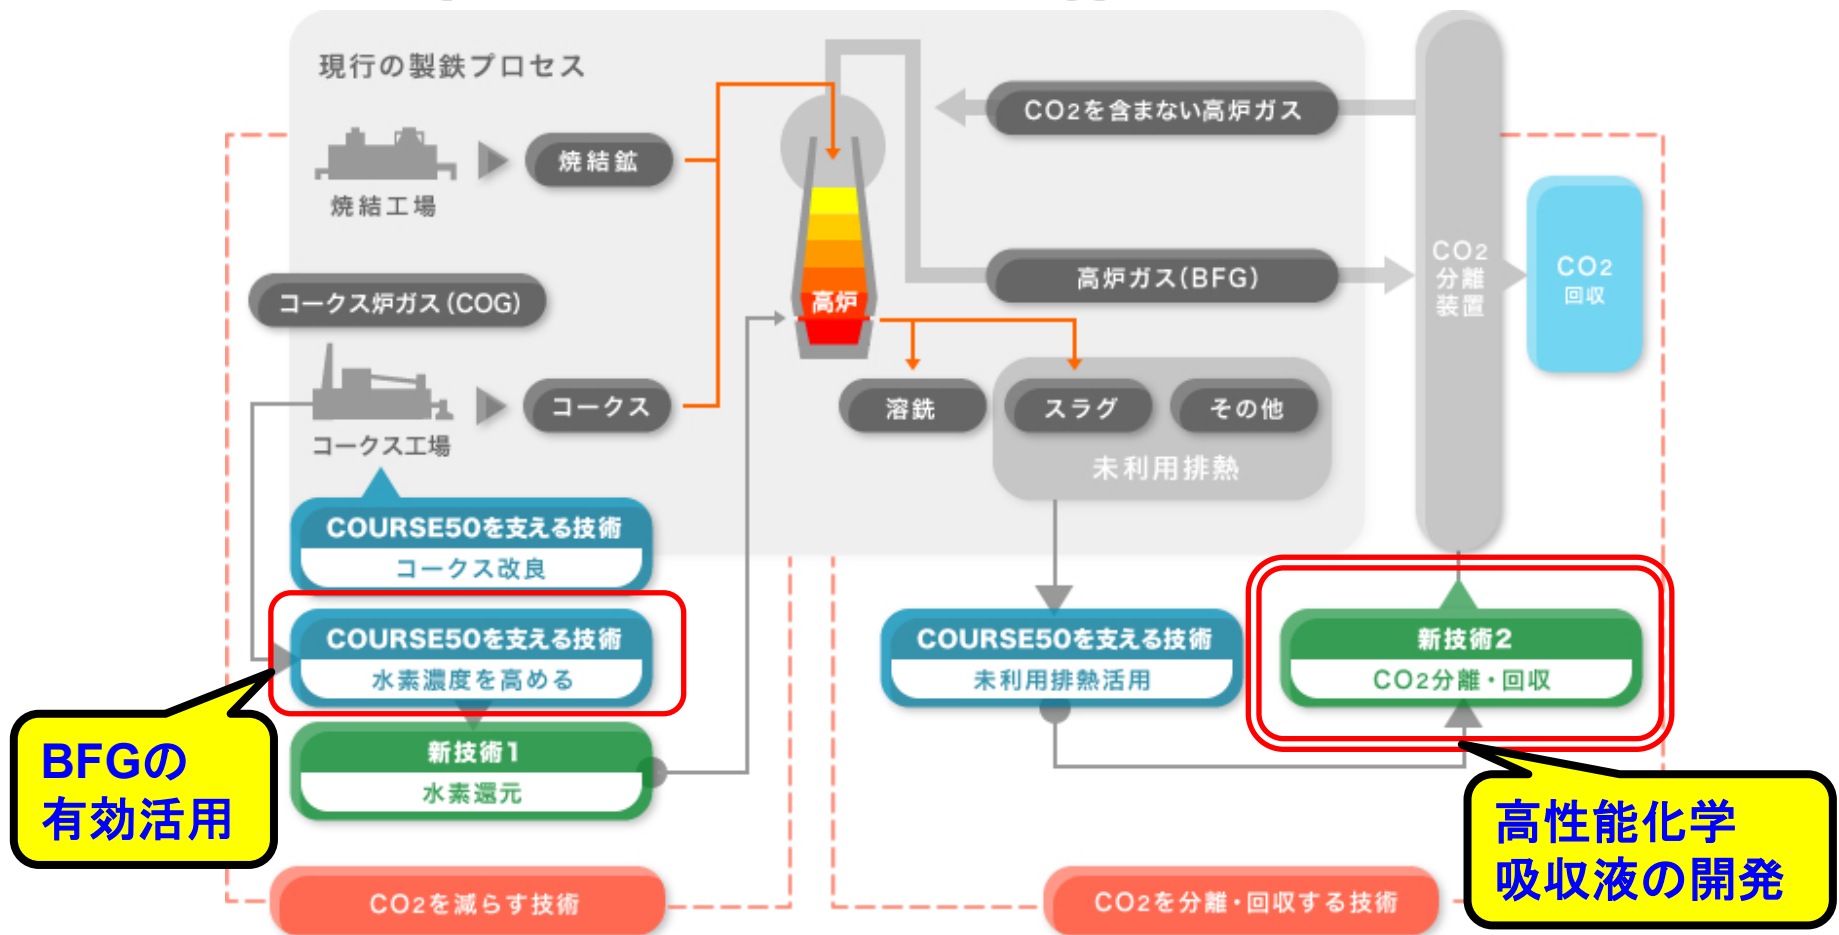 現行の製鉄プロセス
焼結工場
焼結鉱
コークス炉ガス(COG)
コークス工場
コークス
高炉
CO2を含まない高炉ガス
高炉ガス(BFG)
CO2
分離
装置
CO2
回収
溶銑
スラグ
その他
未利用排熱
COURSE50を支える技術
コークス改良
COURSE50を支える技術
水素濃度を高める
新技術1
水素還元
COURSE50を支える技術
未利用排熱活用
新技術2
CO2分離・回収
BFGの
有効活用
高性能化学
吸収液の開発
CO2を減らす技術
CO2を分離・回収する技術